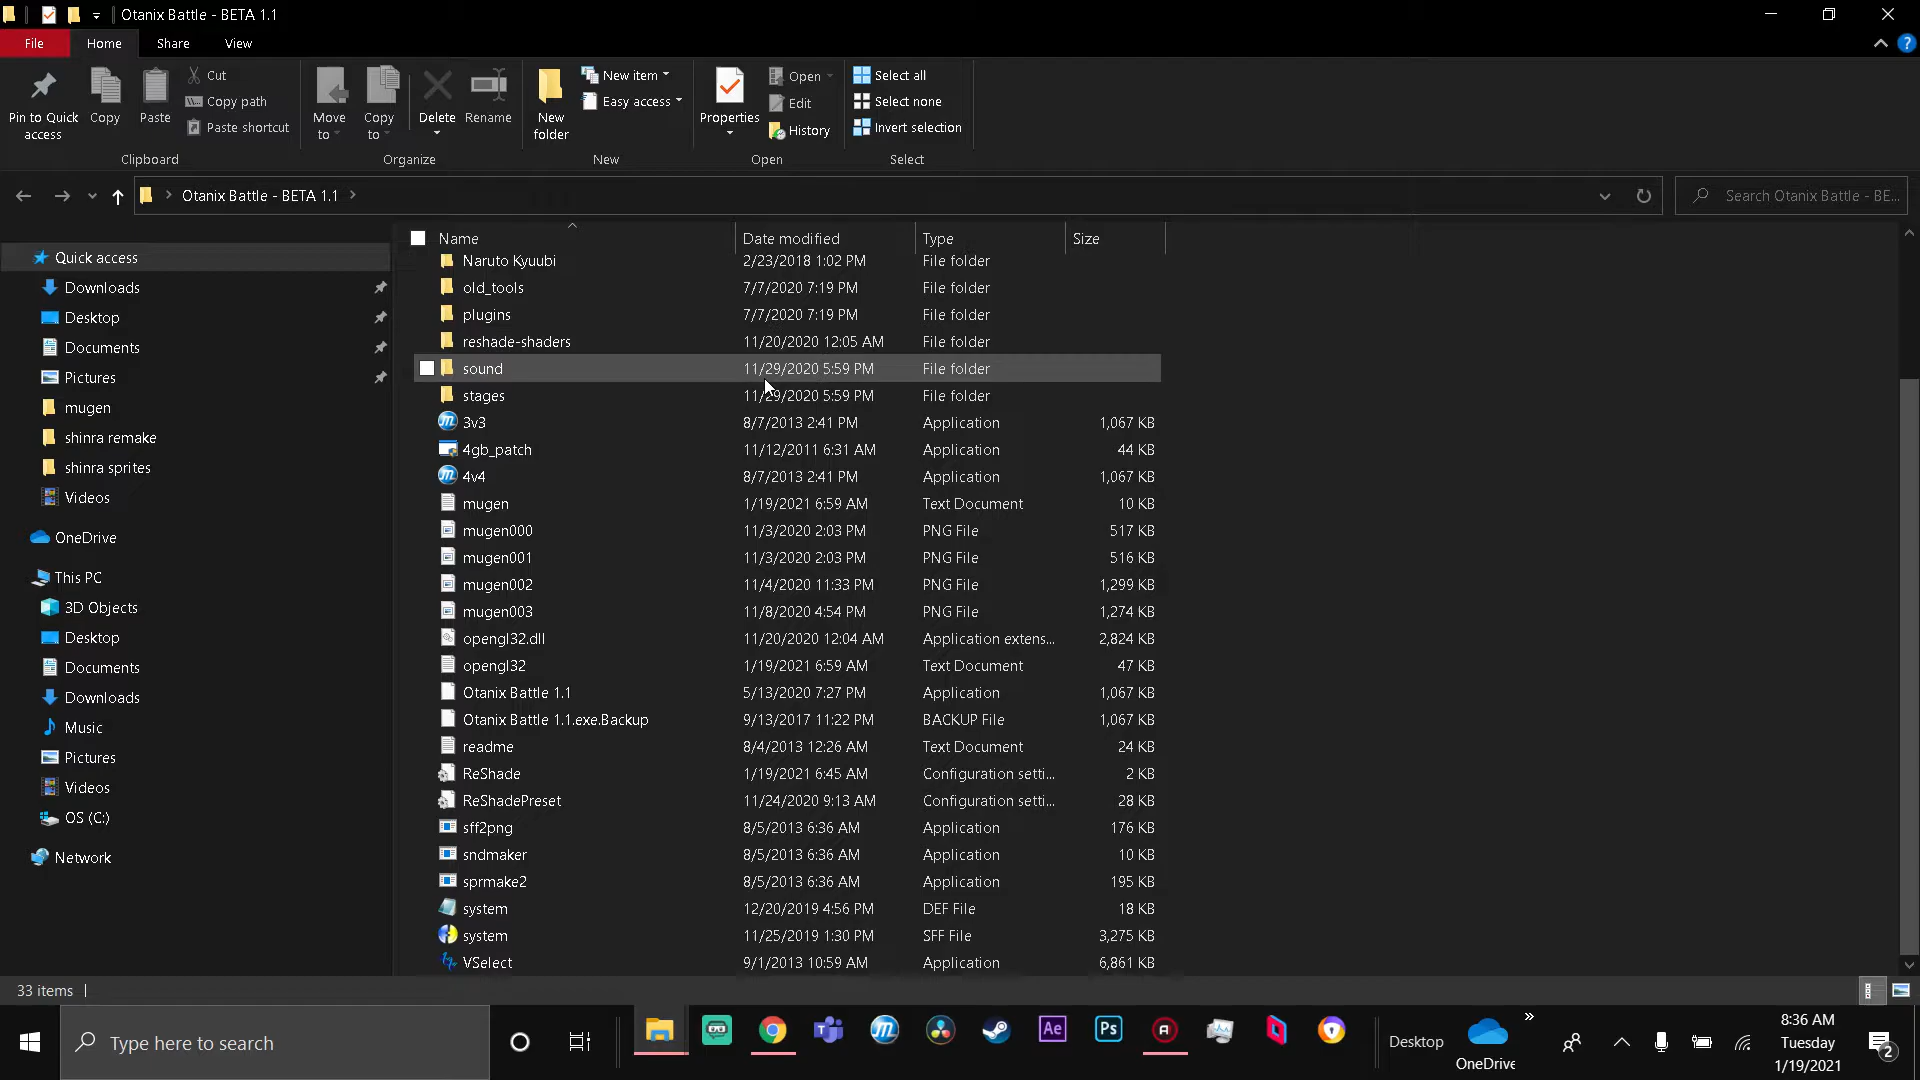 Otanix Battle - BETA 1.1
File Home Share View
Pin to Quick access
Copy
Paste
Cut
Copy path
Paste shortcut
Clipboard
Move to
Copy to
Delete
Rename
Organize
New folder
New item
Easy access
New
Properties
Open
Edit
History
Open
Select all
Select none
Invert selection
Select
Otanix Battle - BETA 1.1
Search Otanix Battle - BE...
Quick access
Downloads
Desktop
Documents
Pictures
mugen
shinra remake
shinra sprites
Videos
OneDrive
This PC
3D Objects
Desktop
Documents
Downloads
Music
Pictures
Videos
OS (C:)
Network
Name Date modified Type Size
Naruto Kyuubi 2/23/2018 1:02 PM File folder
old_tools 7/7/2020 7:19 PM File folder
plugins 7/7/2020 7:19 PM File folder
reshade-shaders 11/20/2020 12:05 AM File folder
sound 11/29/2020 5:59 PM File folder
stages 11/29/2020 5:59 PM File folder
3v3 8/7/2013 2:41 PM Application 1,067 KB
4gb_patch 11/12/2011 6:31 AM Application 44 KB
4v4 8/7/2013 2:41 PM Application 1,067 KB
mugen 1/19/2021 6:59 AM Text Document 10 KB
mugen000 11/3/2020 2:03 PM PNG File 517 KB
mugen001 11/3/2020 2:03 PM PNG File 516 KB
mugen002 11/4/2020 11:33 PM PNG File 1,299 KB
mugen003 11/8/2020 4:54 PM PNG File 1,274 KB
opengl32.dll 11/20/2020 12:04 AM Application extens... 2,824 KB
opengl32 1/19/2021 6:59 AM Text Document 47 KB
Otanix Battle 1.1 5/13/2020 7:27 PM Application 1,067 KB
Otanix Battle 1.1.exe.Backup 9/13/2017 11:22 PM BACKUP File 1,067 KB
readme 8/4/2013 12:26 AM Text Document 24 KB
ReShade 1/19/2021 6:45 AM Configuration setti... 2 KB
ReShadePreset 11/24/2020 9:13 AM Configuration setti... 28 KB
sff2png 8/5/2013 6:36 AM Application 176 KB
sndmaker 8/5/2013 6:36 AM Application 10 KB
sprmake2 8/5/2013 6:36 AM Application 195 KB
system 12/20/2019 4:56 PM DEF File 18 KB
system 11/25/2019 1:30 PM SFF File 3,275 KB
VSelect 9/1/2013 10:59 AM Application 6,861 KB
33 items
Type here to search
Ae
Ps
Desktop
OneDrive
8:36 AM
Tuesday
1/19/2021
2